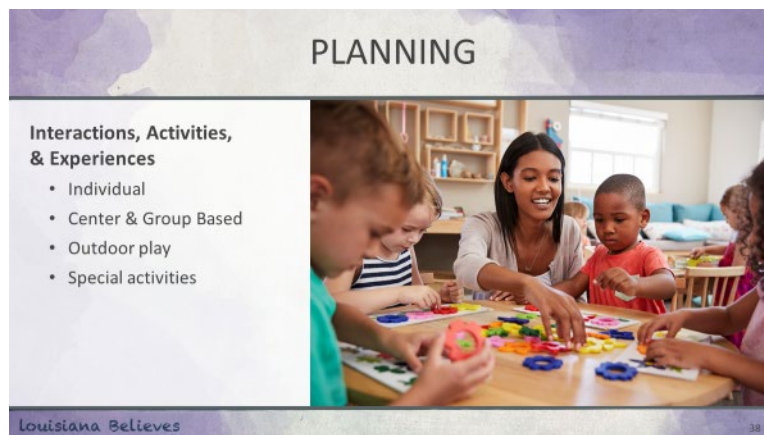 PLANNING
Interactions, Activities,
& Experiences
• Individual
• Center & Group Based
• Outdoor play
• Special activities
Louisiana Believes
38